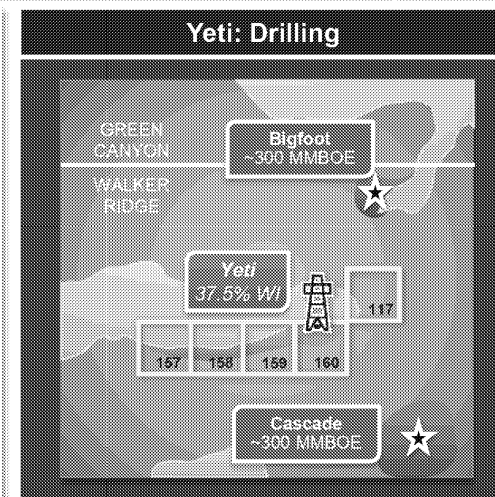 Yeti: Drilling
GREEN
CANYON
Bigfoot
~300 MMBOE
WALKER
RIDGE
Yeti
37.5% WI
117
157 158 159 160
Cascade
~300 MMBOE